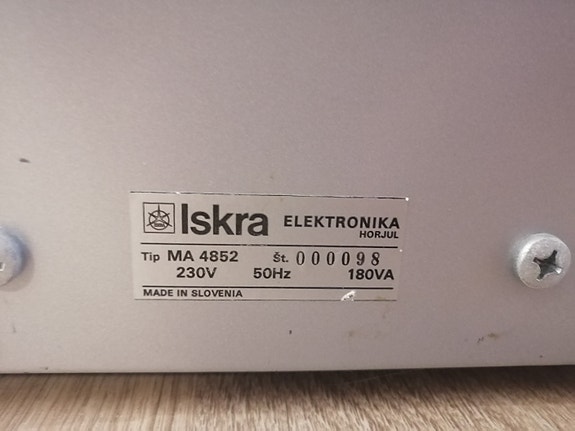 Iskra ELEKTRONIKA
HORJUL
Tip MA 4852 Št. 000098
230V 50Hz 180VA
MADE IN SLOVENIA